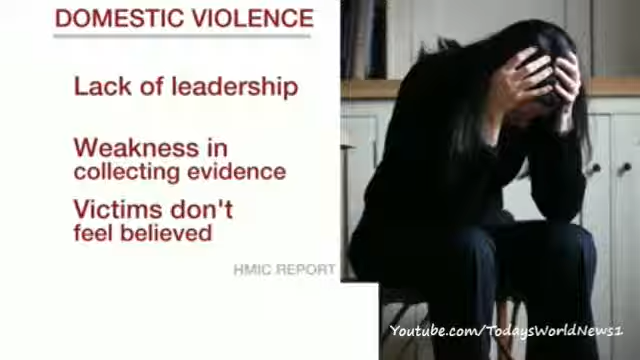 DOMESTIC VIOLENCE
Lack of leadership
Weakness in
collecting evidence
Victims don't
feel believed
HMIC REPORT
Youtube.com/TodaysWorldNews1